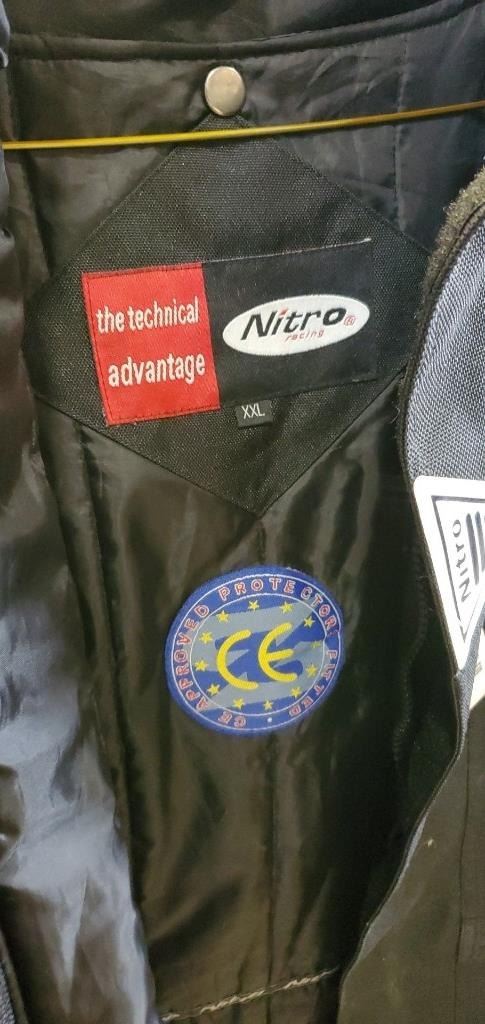 the technical
advantage
Nitro®
racing
XXL
CE APPROVED PROTECTOR FITTED •
CE
Nitro